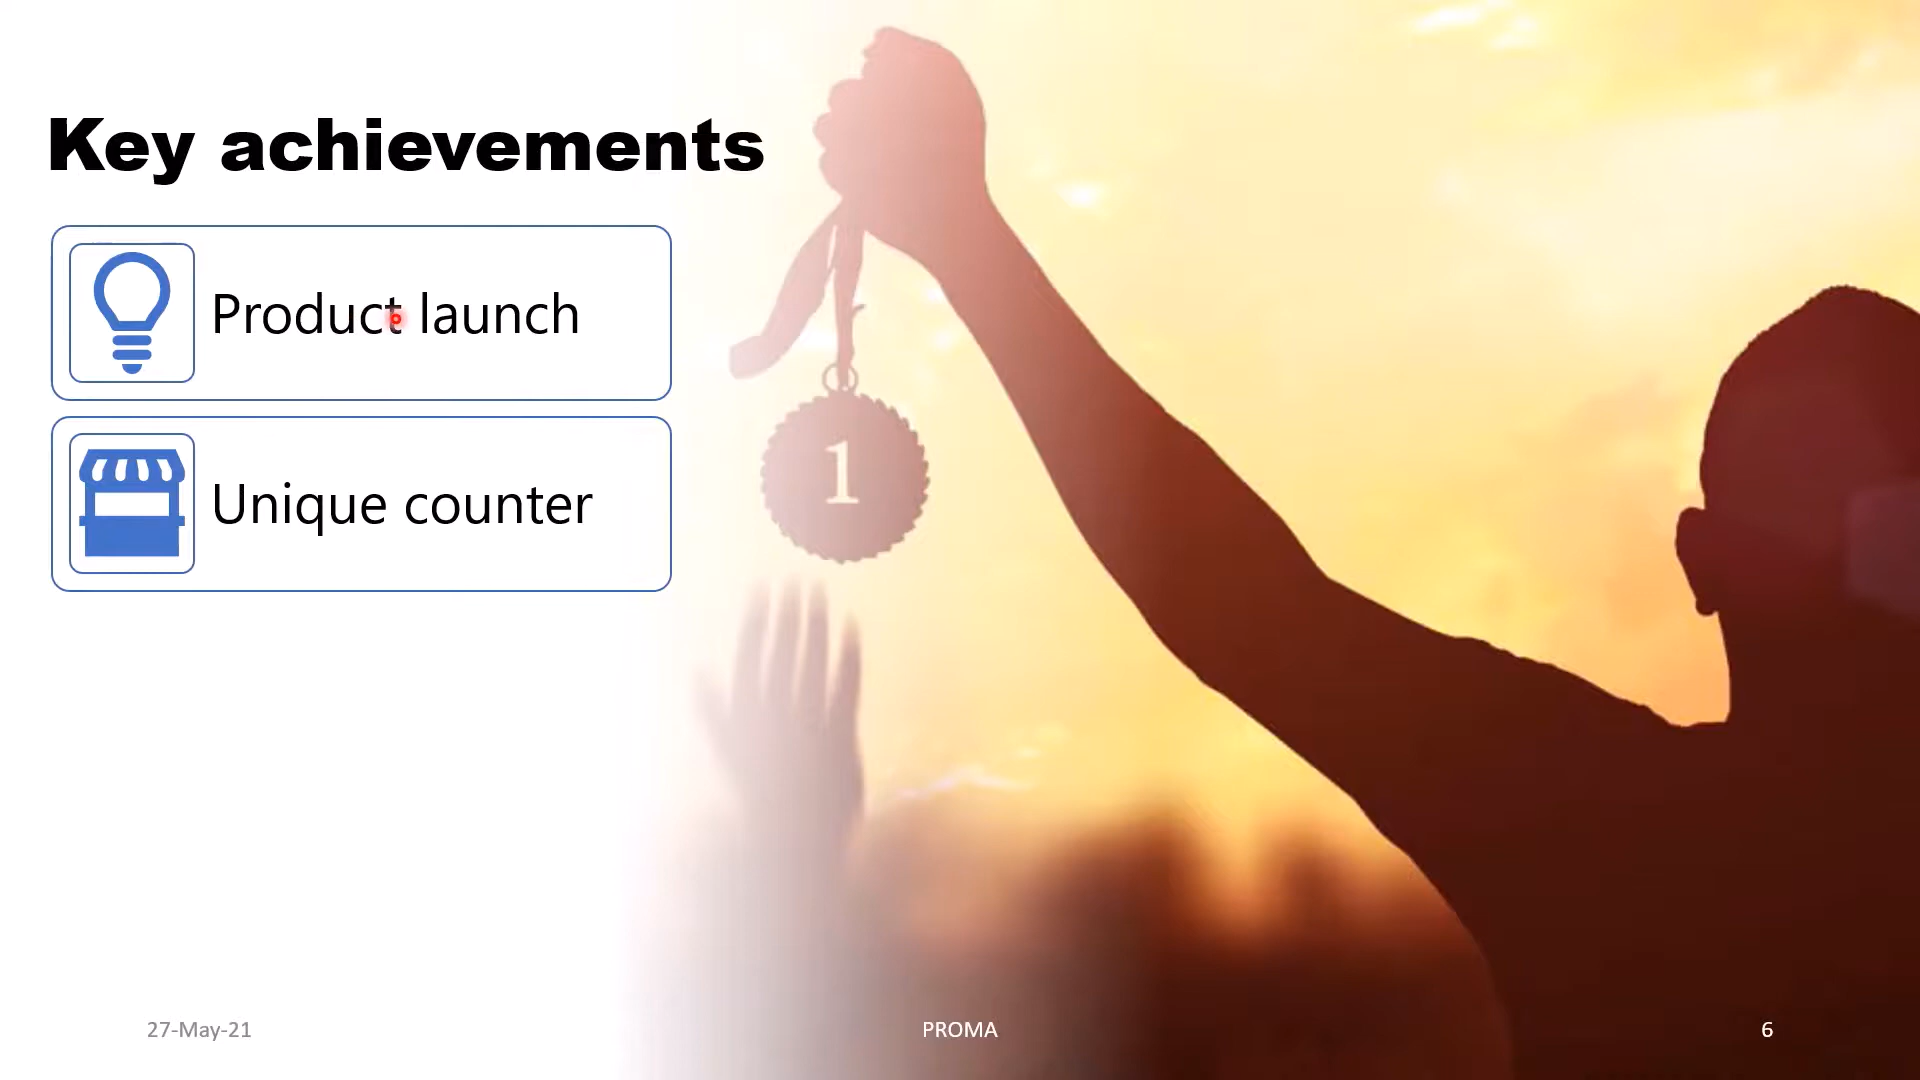 Key achievements
Product launch
Unique counter
1
27-May-21
PROMA
6